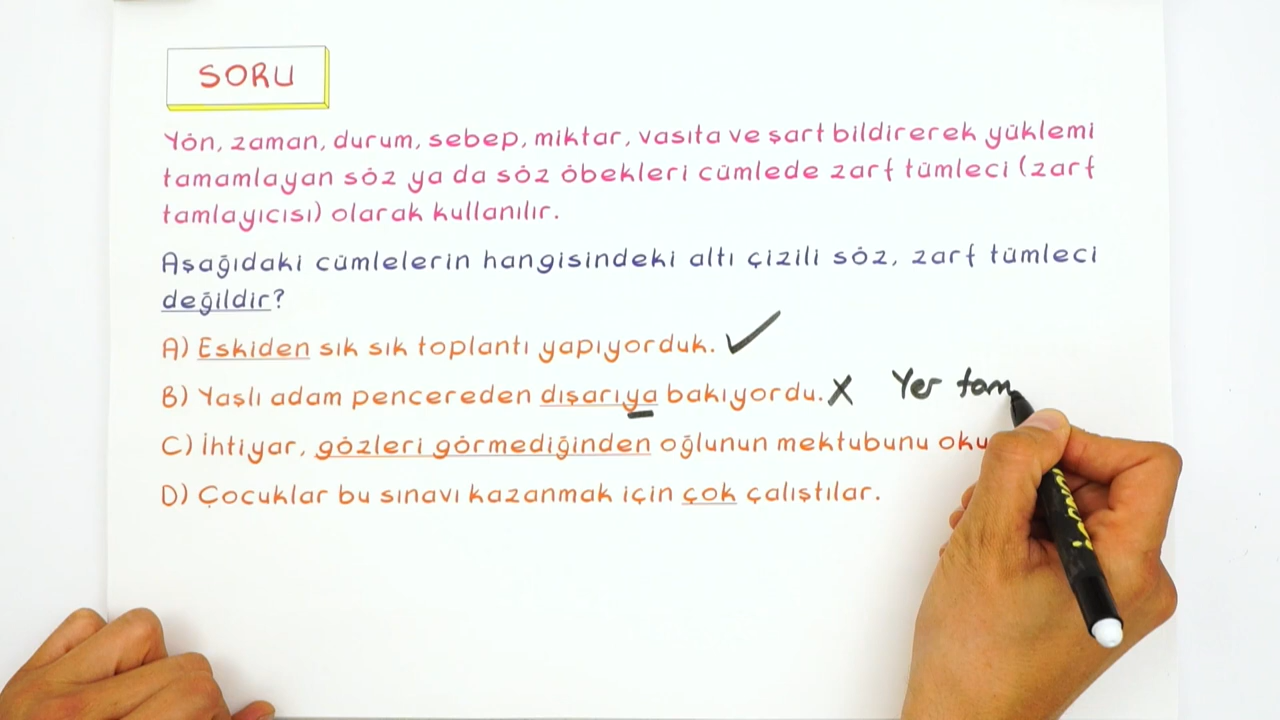 SORU
Yön, zaman, durum, sebep, miktar, vasıta ve şart bildirerek yüklemi
tamamlayan söz ya da söz öbekleri cümlede zarf tümleci (zarf
tamlayıcısı) olarak kullanılır.
Aşağıdaki cümlelerin hangisindeki altı çizili söz, zarf tümleci
değildir?
A) Eskiden sık sık toplantı yapıyorduk.
B) Yaşlı adam pencereden dışarıya bakıyordu. X Yer tam
C) İhtiyar, gözleri görmediğinden oğlunun mektubunu oku
D) Çocuklar bu sınavı kazanmak için çok çalıştılar.